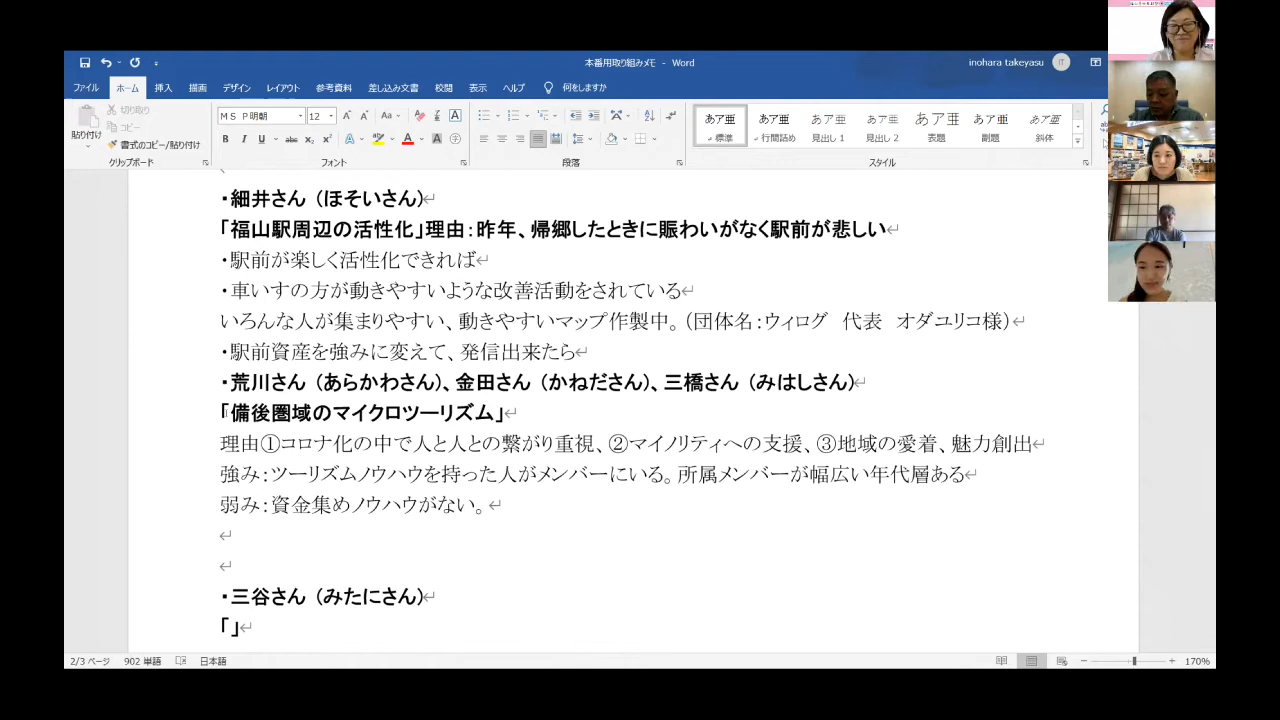 本番用取り組みメモ - Word
inohara takeyasu
IT
ファイル ホーム 挿入 描画 デザイン レイアウト 参考資料 差し込み文書 校閲 表示 ヘルプ 何をしますか
貼り付け
切り取り
コピー
書式のコピー/貼り付け
クリップボード
ＭＳ Ｐ明朝 12
フォント
段落
あア亜 あア亜 あア亜 あア亜 あア亜 あア亜 あア亜
標準 行間詰め 見出し 1 見出し 2 表題 副題 斜体
スタイル
・細井さん（ほそいさん）
「福山駅周辺の活性化」理由：昨年、帰郷したときに賑わいがなく駅前が悲しい
・駅前が楽しく活性化できれば
・車いすの方が動きやすいような改善活動をされている
いろんな人が集まりやすい、動きやすいマップ作製中。（団体名：ウィログ　代表　オダユリコ様）
・駅前資産を強みに変えて、発信出来たら
・荒川さん（あらかわさん）、金田さん（かねださん）、三橋さん（みはしさん）
「備後圏域のマイクロツーリズム」
理由①コロナ化の中で人と人との繋がり重視、②マイノリティへの支援、③地域の愛着、魅力創出
強み：ツーリズムノウハウを持った人がメンバーにいる。所属メンバーが幅広い年代層ある
弱み：資金集めノウハウがない。
・三谷さん（みたにさん）
「」
2/3 ページ 902 単語 日本語 170%